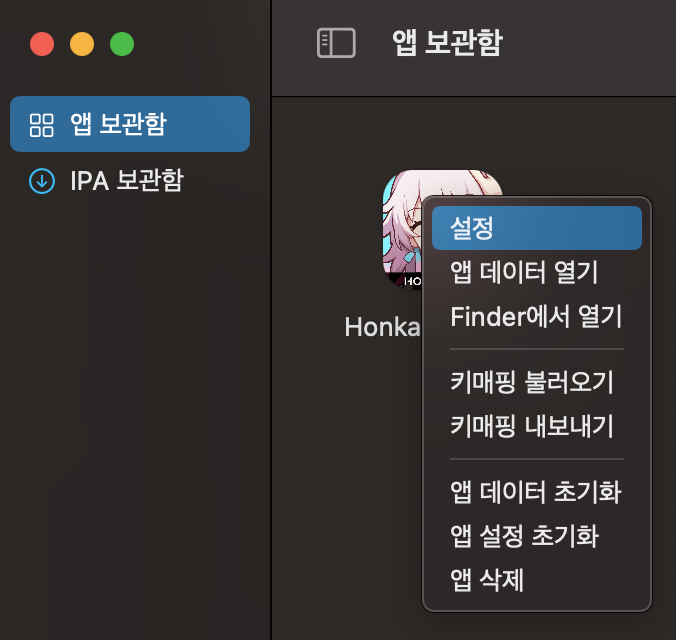 앱 보관함
앱 보관함
IPA 보관함
HO
Honka
설정
앱 데이터 열기
Finder에서 열기
키매핑 불러오기
키매핑 내보내기
앱 데이터 초기화
앱 설정 초기화
앱 삭제